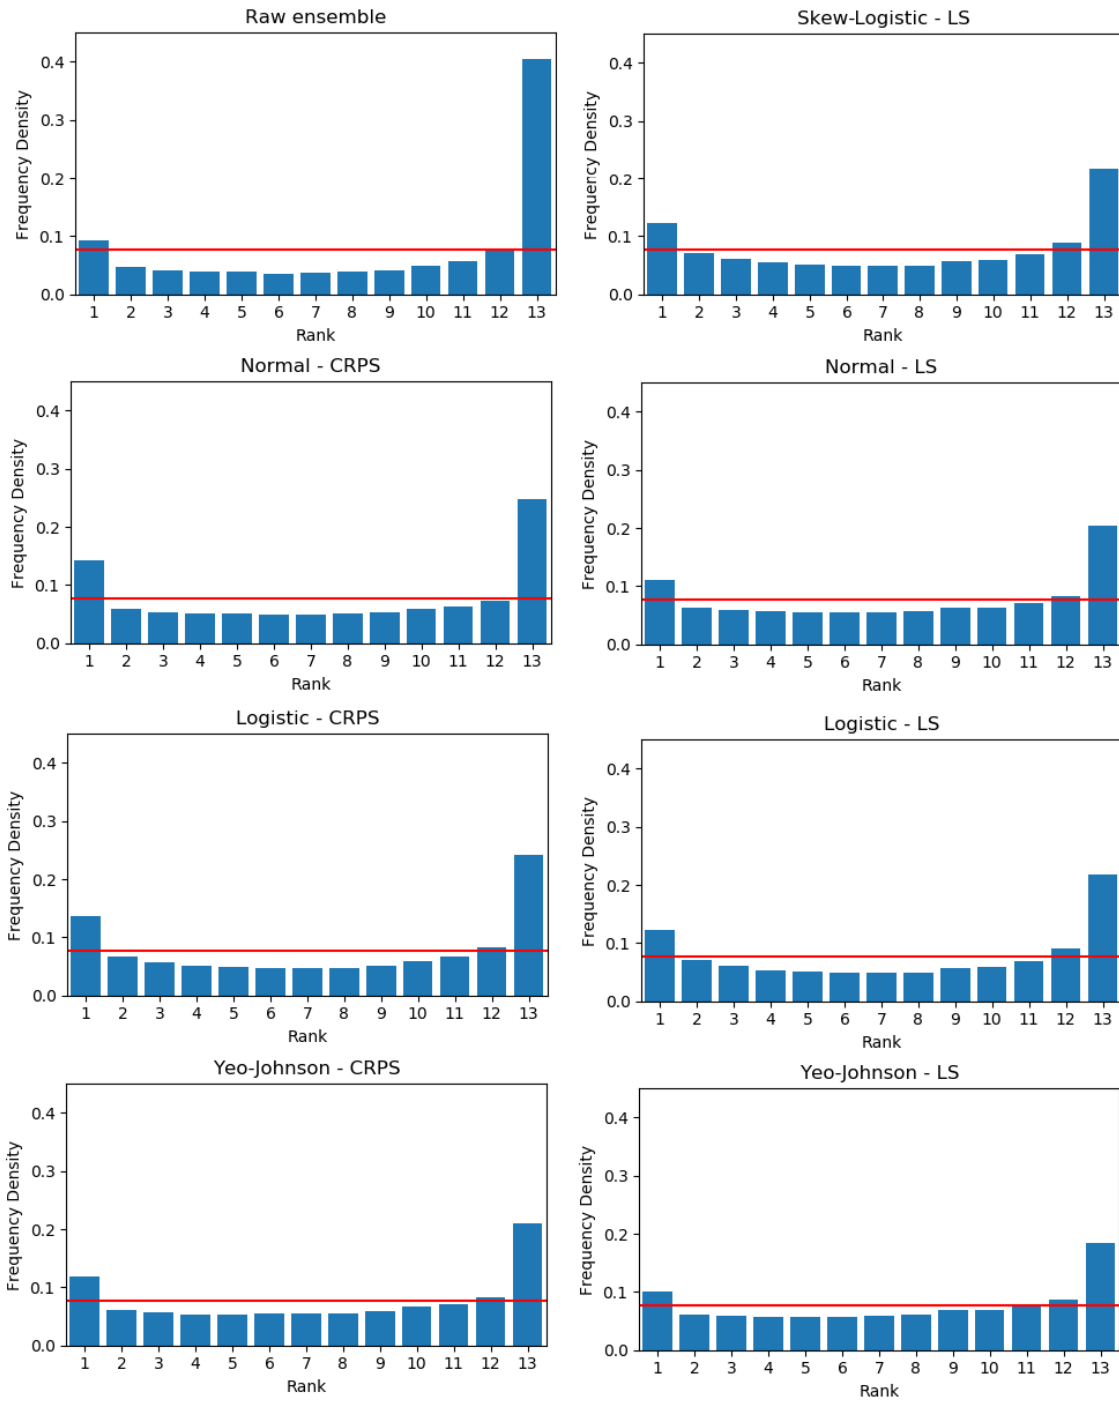 Raw ensemble
Frequency Density
0.4
0.3
0.2
0.1
0.0
1 2 3 4 5 6 7 8 9 10 11 12 13
Rank
Skew-Logistic - LS
Frequency Density
0.4
0.3
0.2
0.1
0.0
1 2 3 4 5 6 7 8 9 10 11 12 13
Rank
Normal - CRPS
Frequency Density
0.4
0.3
0.2
0.1
0.0
1 2 3 4 5 6 7 8 9 10 11 12 13
Rank
Normal - LS
Frequency Density
0.4
0.3
0.2
0.1
0.0
1 2 3 4 5 6 7 8 9 10 11 12 13
Rank
Logistic - CRPS
Frequency Density
0.4
0.3
0.2
0.1
0.0
1 2 3 4 5 6 7 8 9 10 11 12 13
Rank
Logistic - LS
Frequency Density
0.4
0.3
0.2
0.1
0.0
1 2 3 4 5 6 7 8 9 10 11 12 13
Rank
Yeo-Johnson - CRPS
Frequency Density
0.4
0.3
0.2
0.1
0.0
1 2 3 4 5 6 7 8 9 10 11 12 13
Rank
Yeo-Johnson - LS
Frequency Density
0.4
0.3
0.2
0.1
0.0
1 2 3 4 5 6 7 8 9 10 11 12 13
Rank